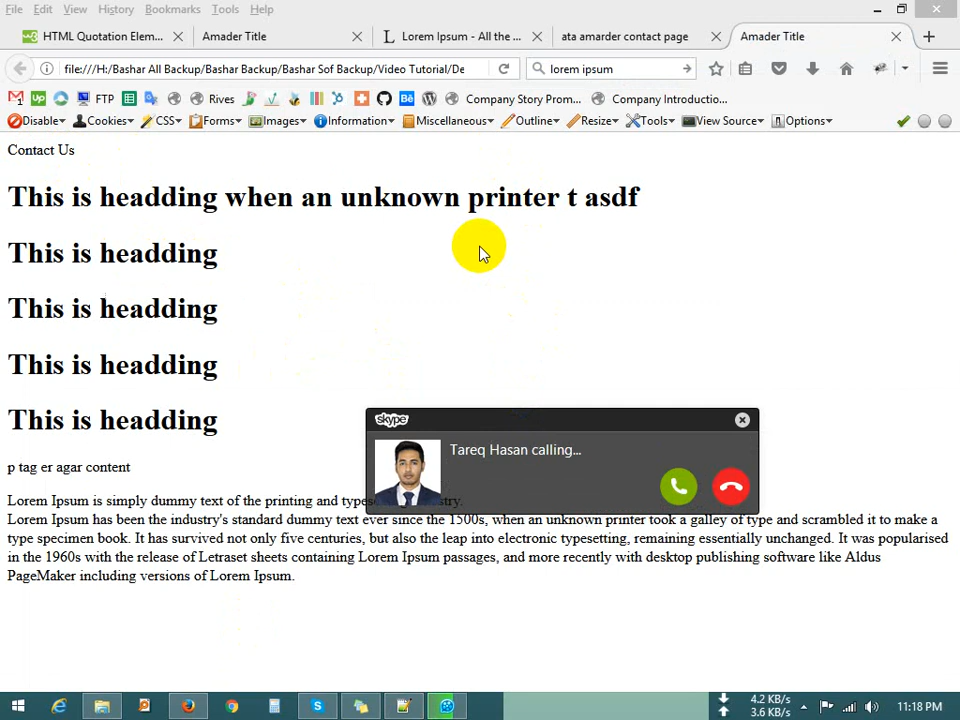 File Edit View History Bookmarks Tools Help
HTML Quotation Elem...
Amader Title
Lorem Ipsum - All the ...
ata amarder contact page
Amader Title
file:///H:/Bashar All Backup/Bashar Backup/Bashar Sof Backup/Video Tutorial/De
lorem ipsum
FTP
Rives
Company Story Prom...
Company Introductio...
Disable Cookies CSS Forms Images Information Miscellaneous Outline Resize Tools View Source Options
Contact Us
This is headding when an unknown printer t asdf
This is headding
This is headding
This is headding
This is headding
skype
Tareq Hasan calling...
p tag er agar content
Lorem Ipsum is simply dummy text of the printing and types
Lorem Ipsum has been the industry's standard dummy text ever since the 1500s, when an unknown printer took a galley of type and scrambled it to make a
type specimen book. It has survived not only five centuries, but also the leap into electronic typesetting, remaining essentially unchanged. It was popularised
in the 1960s with the release of Letraset sheets containing Lorem Ipsum passages, and more recently with desktop publishing software like Aldus
PageMaker including versions of Lorem Ipsum.
4.2 KB/s
3.6 KB/s
11:18 PM